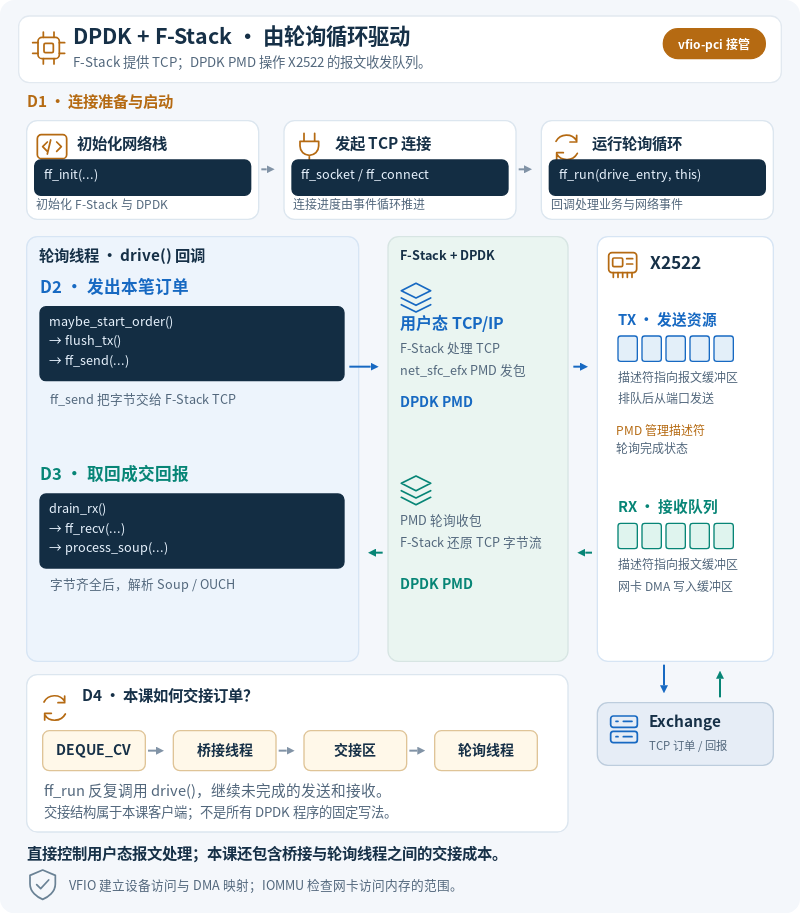 DPDK + F-Stack · 由轮询循环驱动
F-Stack 提供 TCP；DPDK PMD 操作 X2522 的报文收发队列。
vfio-pci 接管
D1 · 连接准备与启动
初始化网络栈
ff_init(...)
初始化 F-Stack 与 DPDK
发起 TCP 连接
ff_socket / ff_connect
连接进度由事件循环推进
运行轮询循环
ff_run(drive_entry, this)
回调处理业务与网络事件
轮询线程 · drive() 回调
D2 · 发出本笔订单
maybe_start_order()
→ flush_tx()
→ ff_send(...)
ff_send 把字节交给 F-Stack TCP
D3 · 取回成交回报
drain_rx()
→ ff_recv(...)
→ process_soup(...)
字节齐全后，解析 Soup / OUCH
F-Stack + DPDK
用户态 TCP/IP
F-Stack 处理 TCP
net_sfc_efx PMD 发包
DPDK PMD
PMD 轮询收包
F-Stack 还原 TCP 字节流
DPDK PMD
X2522
TX · 发送资源
描述符指向报文缓冲区
排队后从端口发送
PMD 管理描述符
轮询完成状态
RX · 接收队列
描述符指向报文缓冲区
网卡 DMA 写入缓冲区
Exchange
TCP 订单 / 回报
D4 · 本课如何交接订单？
DEQUE_CV
桥接线程
交接区
轮询线程
ff_run 反复调用 drive()，继续未完成的发送和接收。
交接结构属于本课客户端；不是所有 DPDK 程序的固定写法。
直接控制用户态报文处理；本课还包含桥接与轮询线程之间的交接成本。
VFIO 建立设备访问与 DMA 映射；IOMMU 检查网卡访问内存的范围。